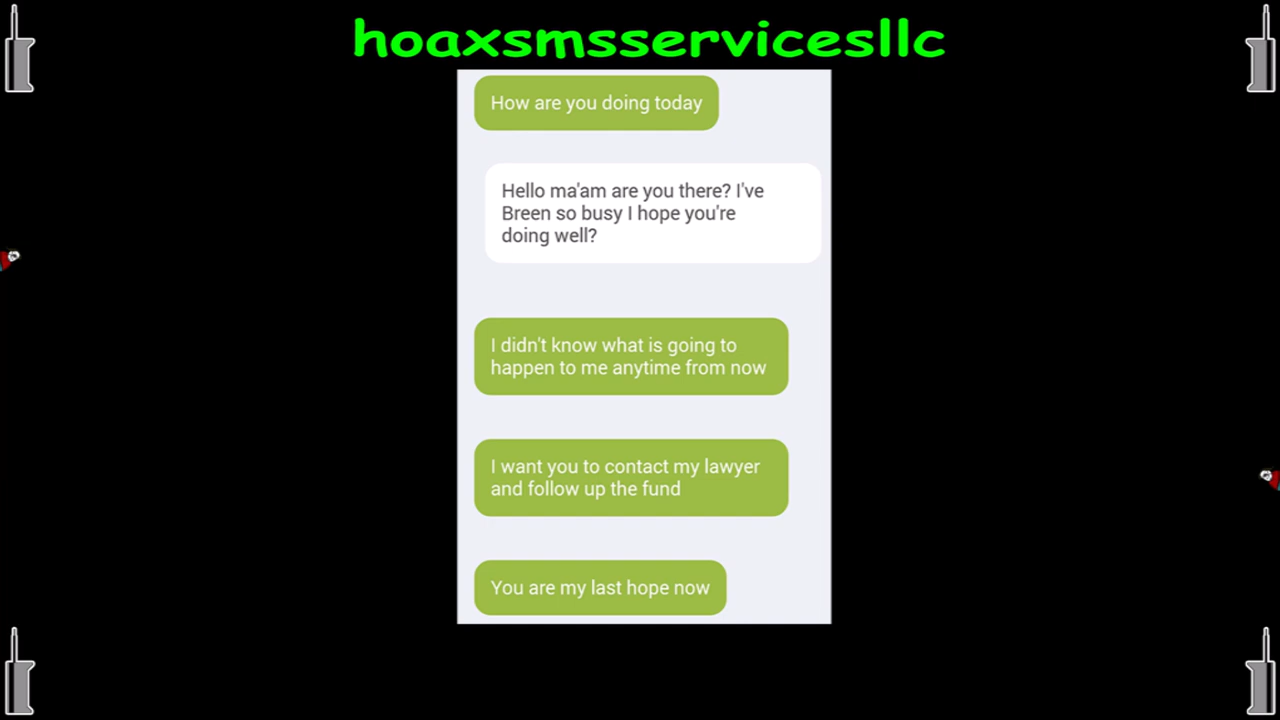 hoaxsmsservicesllc
How are you doing today
Hello ma'am are you there? I've
Breen so busy I hope you're
doing well?
I didn't know what is going to
happen to me anytime from now
I want you to contact my lawyer
and follow up the fund
You are my last hope now